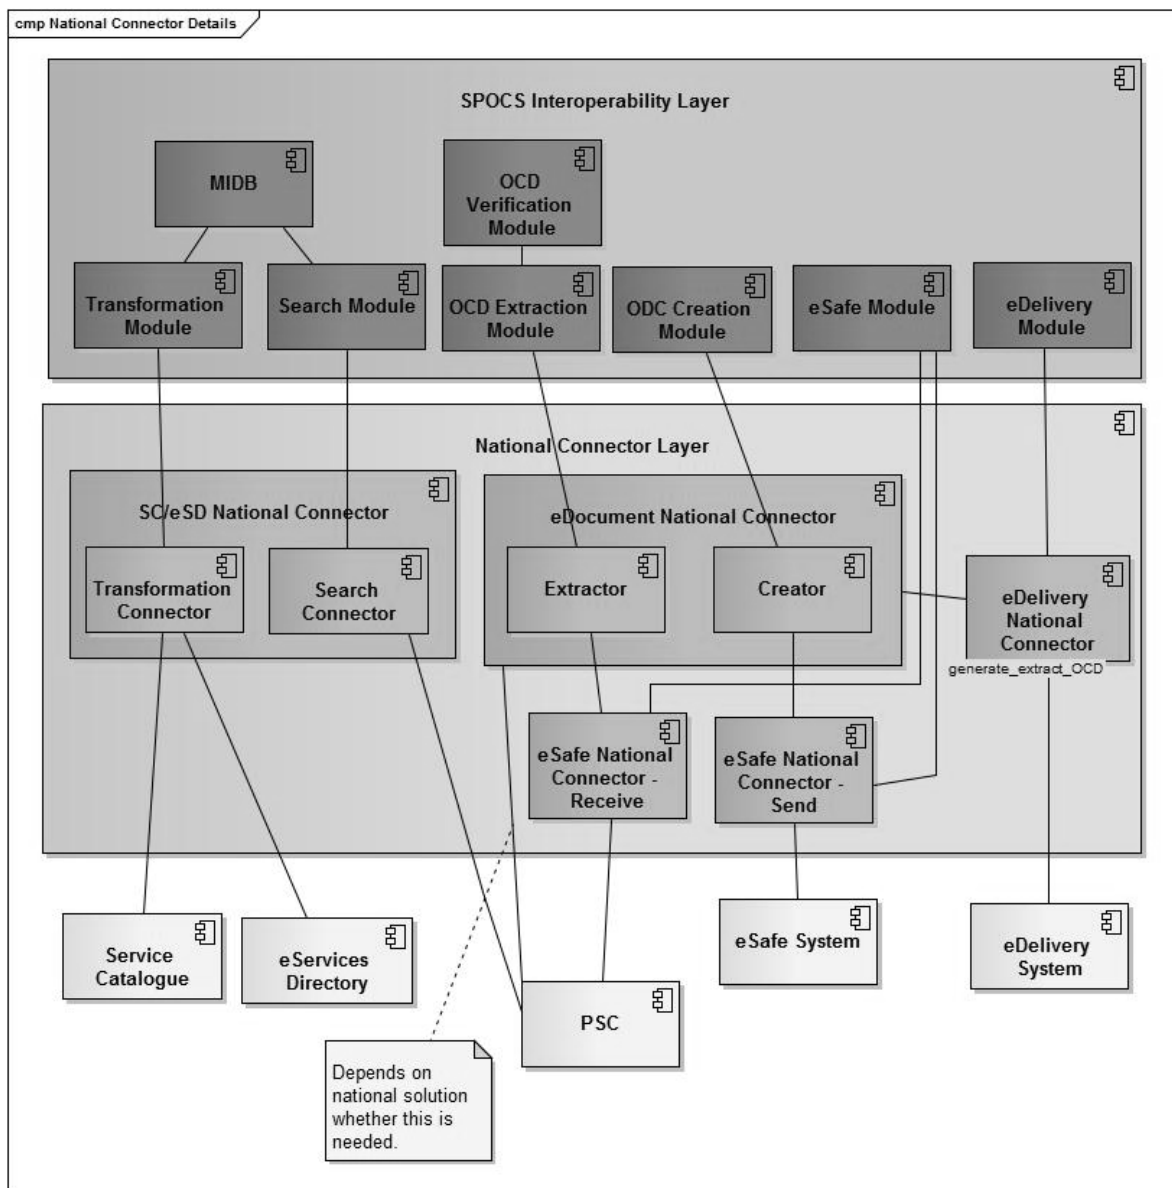 cmp National Connector Details
SPOCS Interoperability Layer
MIDB
OCD
Verification
Module
Transformation
Module
Search Module
OCD Extraction
Module
ODC Creation
Module
eSafe Module
eDelivery
Module
National Connector Layer
SC/eSD National Connector
eDocument National Connector
Transformation
Connector
Search
Connector
Extractor
Creator
eDelivery
National
Connector
generate_extract_OCD
eSafe National
Connector -
Receive
eSafe National
Connector -
Send
Service
Catalogue
eServices
Directory
eSafe System
eDelivery
System
PSC
Depends on
national solution
whether this is
needed.